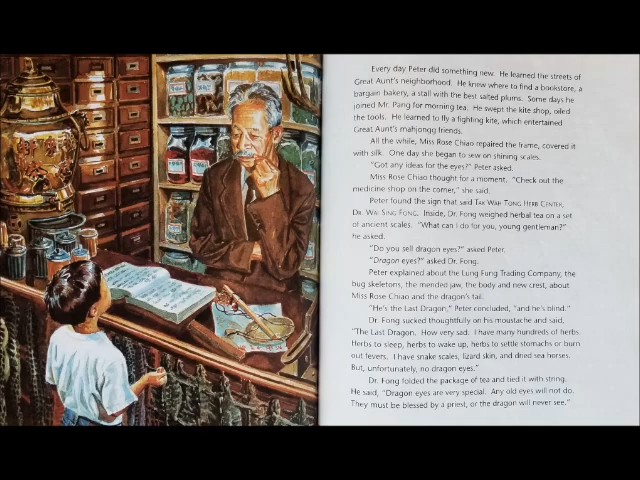 Every day Peter did something new. He learned the streets of
Great Aunt's neighborhood. He knew where to find a bookstore, a
bargain bakery, a stall with the best salted plums. Some days he
joined Mr. Pang for morning tea. He swept the kite shop, oiled
the tools. He learned to fly a fighting kite, which entertained
Great Aunt's mahjongg friends.
All the while, Miss Rose Chiao repaired the frame, covered it
with silk. One day she began to sew on shining scales.
"Got any ideas for the eyes?" Peter asked.
Miss Rose Chiao thought for a moment. "Check out the
medicine shop on the corner," she said.
Peter found the sign that said TAX WAH TONG HERB CENTER,
DR. WAI SING FONG. Inside, Dr. Fong weighed herbal tea on a set
of ancient scales. "What can I do for you, young gentleman?"
he asked.
"Do you sell dragon eyes?" asked Peter.
"Dragon eyes?" asked Dr. Fong.
Peter explained about the Lung Fung Trading Company, the
bug skeletons, the mended jaw, the body and new crest, about
Miss Rose Chiao and the dragon's tail.
"He's the Last Dragon," Peter concluded, "and he's blind."
Dr. Fong sucked thoughtfully on his moustache and said,
"The Last Dragon. How very sad. I have many hundreds of herbs.
Herbs to sleep, herbs to wake up, herbs to settle stomachs or burn
out fevers. I have snake scales, lizard skin, and dried sea horses.
But, unfortunately, no dragon eyes."
Dr. Fong folded the package of tea and tied it with string.
He said, "Dragon eyes are very special. Any old eyes will not do.
They must be blessed by a priest, or the dragon will never see."